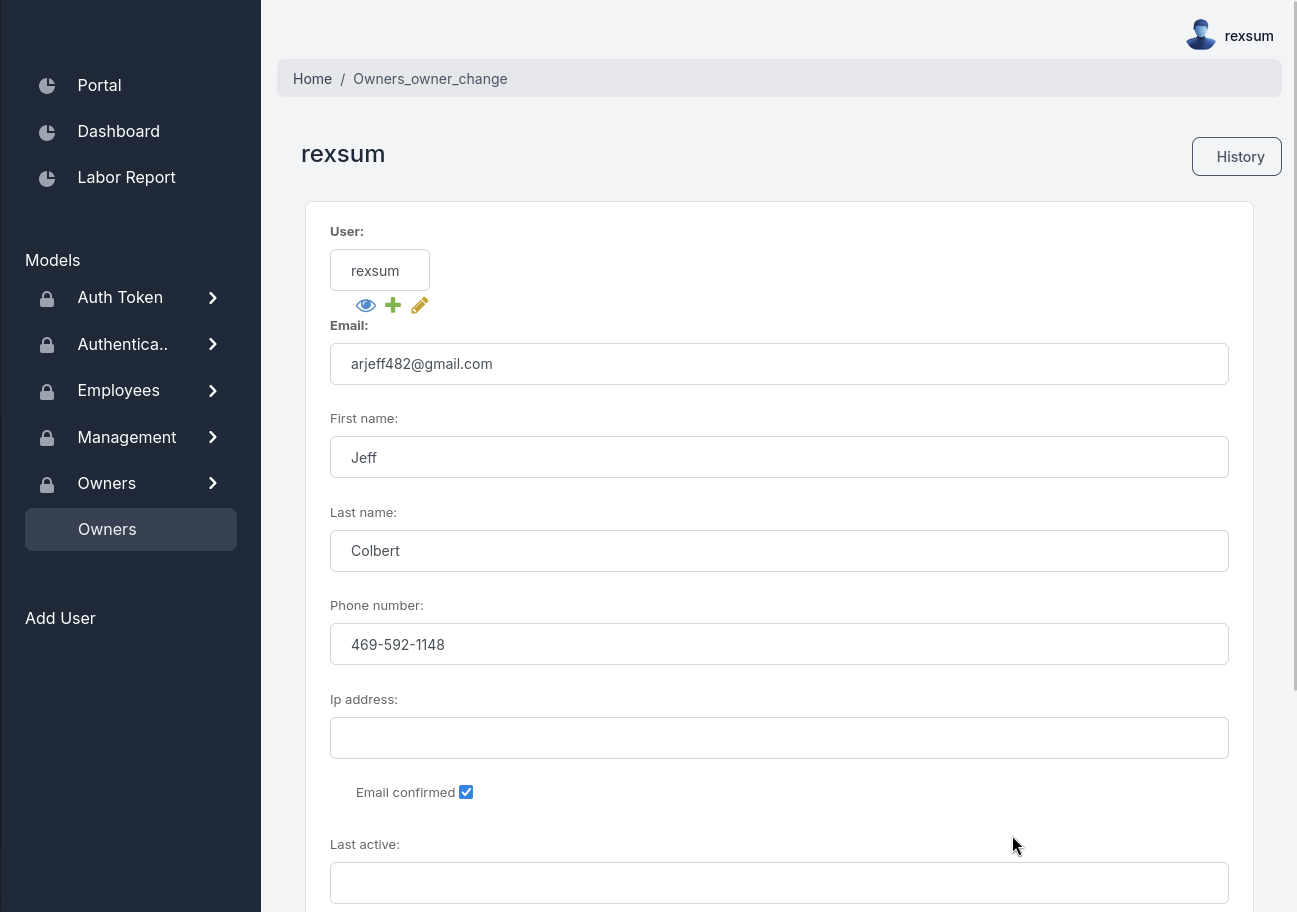 rexsum
Home / Owners_owner_change
Portal
Dashboard
Labor Report
Models
Auth Token
Authentica..
Employees
Management
Owners
Owners
Add User
rexsum
History
User:
rexsum
Email:
arjeff482@gmail.com
First name:
Jeff
Last name:
Colbert
Phone number:
469-592-1148
Ip address:
Email confirmed
Last active: